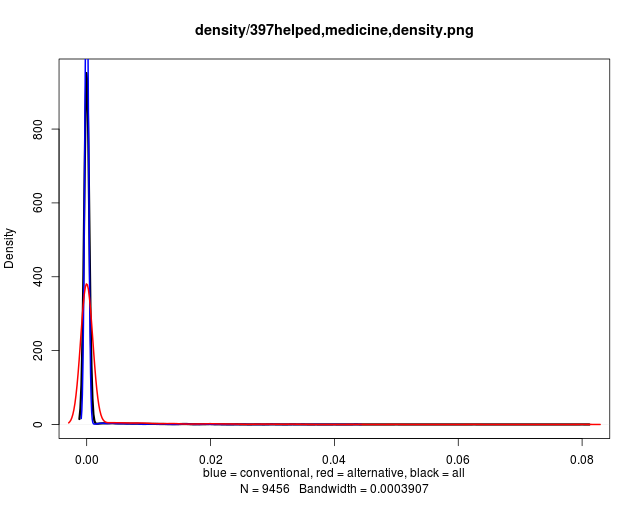 density/397helped,medicine,density.png
Density
800
600
400
200
0
0.00 0.02 0.04 0.06 0.08
blue = conventional, red = alternative, black = all
N = 9456 Bandwidth = 0.0003907